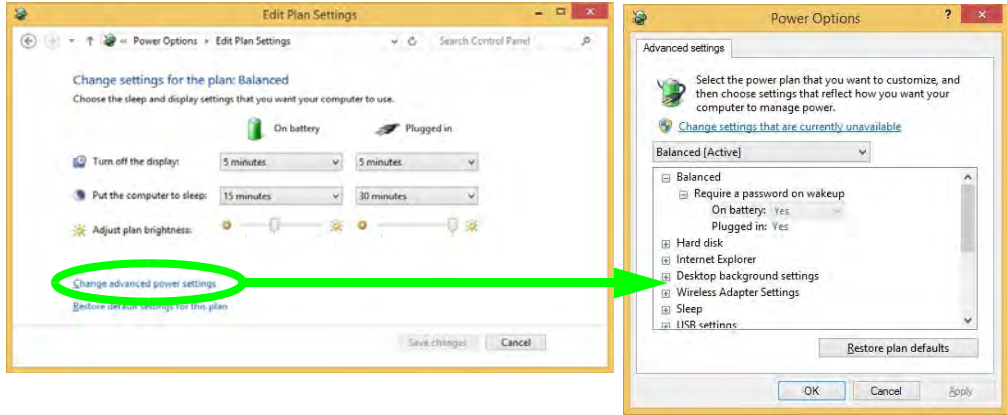 Edit Plan Settings
« Power Options › Edit Plan Settings
Search Control Panel
Change settings for the plan: Balanced
Choose the sleep and display settings that you want your computer to use.
On battery
Plugged in
Turn off the display:
5 minutes
5 minutes
Put the computer to sleep:
15 minutes
30 minutes
Adjust plan brightness:
Change advanced power settings
Restore default settings for this plan
Save changes
Cancel
Power Options
?
Advanced settings
Select the power plan that you want to customize, and
then choose settings that reflect how you want your
computer to manage power.
Change settings that are currently unavailable
Balanced [Active]
Balanced
Require a password on wakeup
On battery: Yes
Plugged in: Yes
Hard disk
Internet Explorer
Desktop background settings
Wireless Adapter Settings
Sleep
USB settings
Restore plan defaults
OK
Cancel
Apply